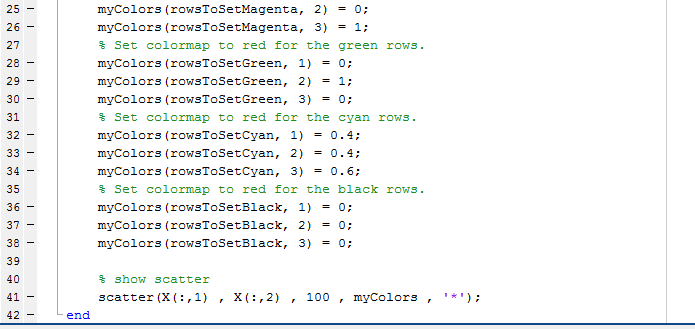 25 - myColors(rowsToSetMagenta, 2) = 0;
26 - myColors(rowsToSetMagenta, 3) = 1;
27 % Set colormap to red for the green rows.
28 - myColors(rowsToSetGreen, 1) = 0;
29 - myColors(rowsToSetGreen, 2) = 1;
30 - myColors(rowsToSetGreen, 3) = 0;
31 % Set colormap to red for the cyan rows.
32 - myColors(rowsToSetCyan, 1) = 0.4;
33 - myColors(rowsToSetCyan, 2) = 0.4;
34 - myColors(rowsToSetCyan, 3) = 0.6;
35 % Set colormap to red for the black rows.
36 - myColors(rowsToSetBlack, 1) = 0;
37 - myColors(rowsToSetBlack, 2) = 0;
38 - myColors(rowsToSetBlack, 3) = 0;
39
40 % show scatter
41 - scatter(X(:,1) , X(:,2) , 100 , myColors , '*');
42 - end